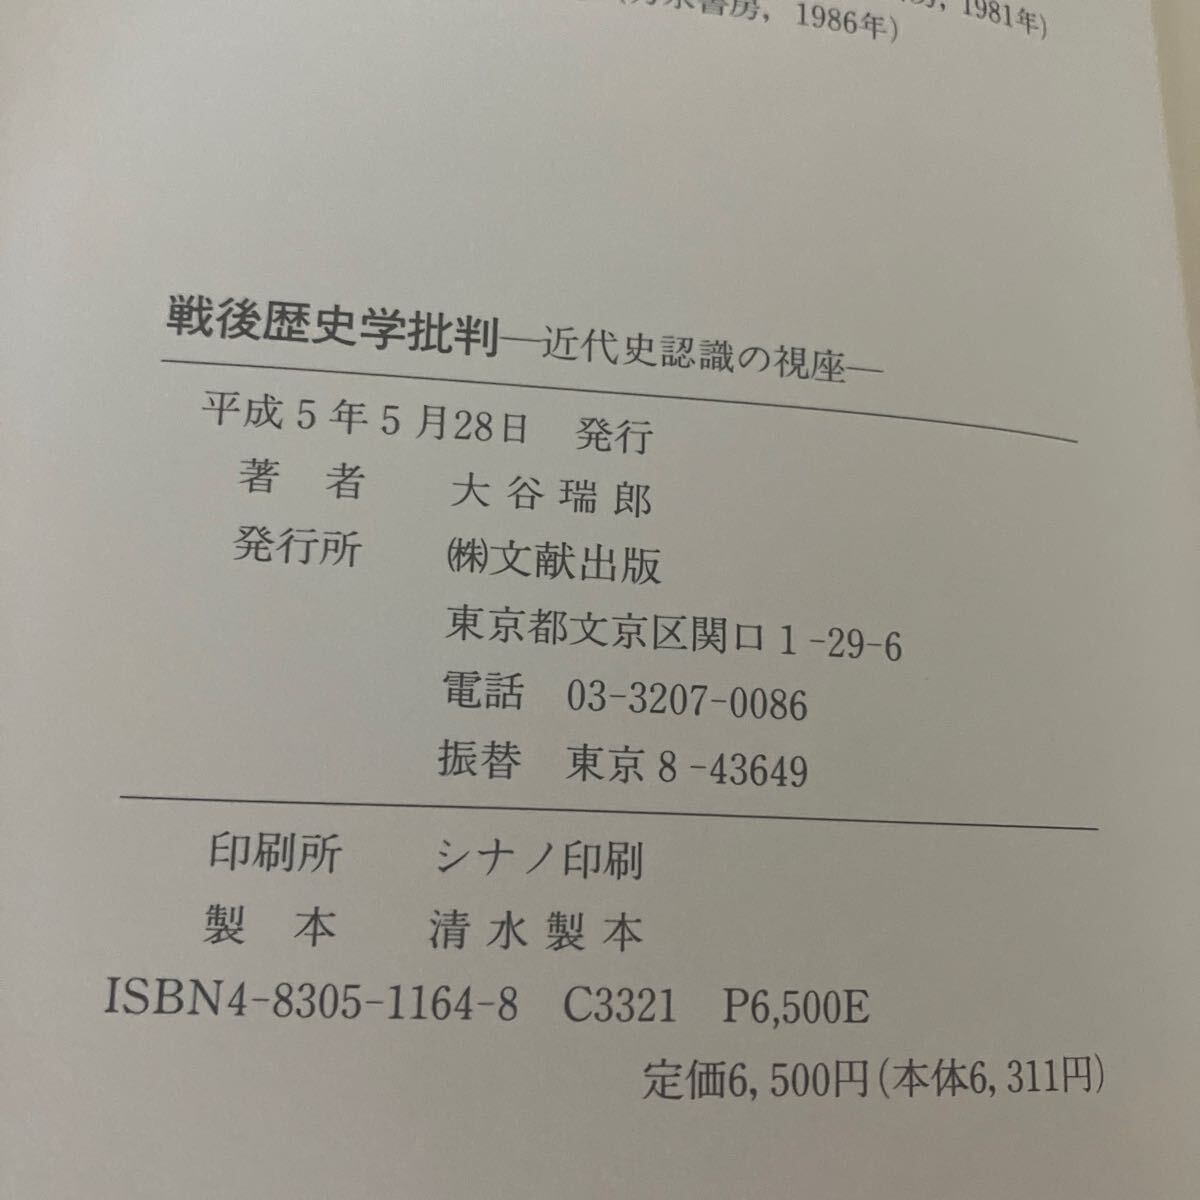 房, 1981年)
書房, 1986年)
戦後歴史学批判―近代史認識の視座―
平成5年5月28日 発行
著者 大谷瑞郎
発行所 ㈱文献出版
東京都文京区関口1-29-6
電話 03-3207-0086
振替 東京8-43649
印刷所 シナノ印刷
製本 清水製本
ISBN4-8305-1164-8 C3321 P6,500E
定価6,500円(本体6,311円)